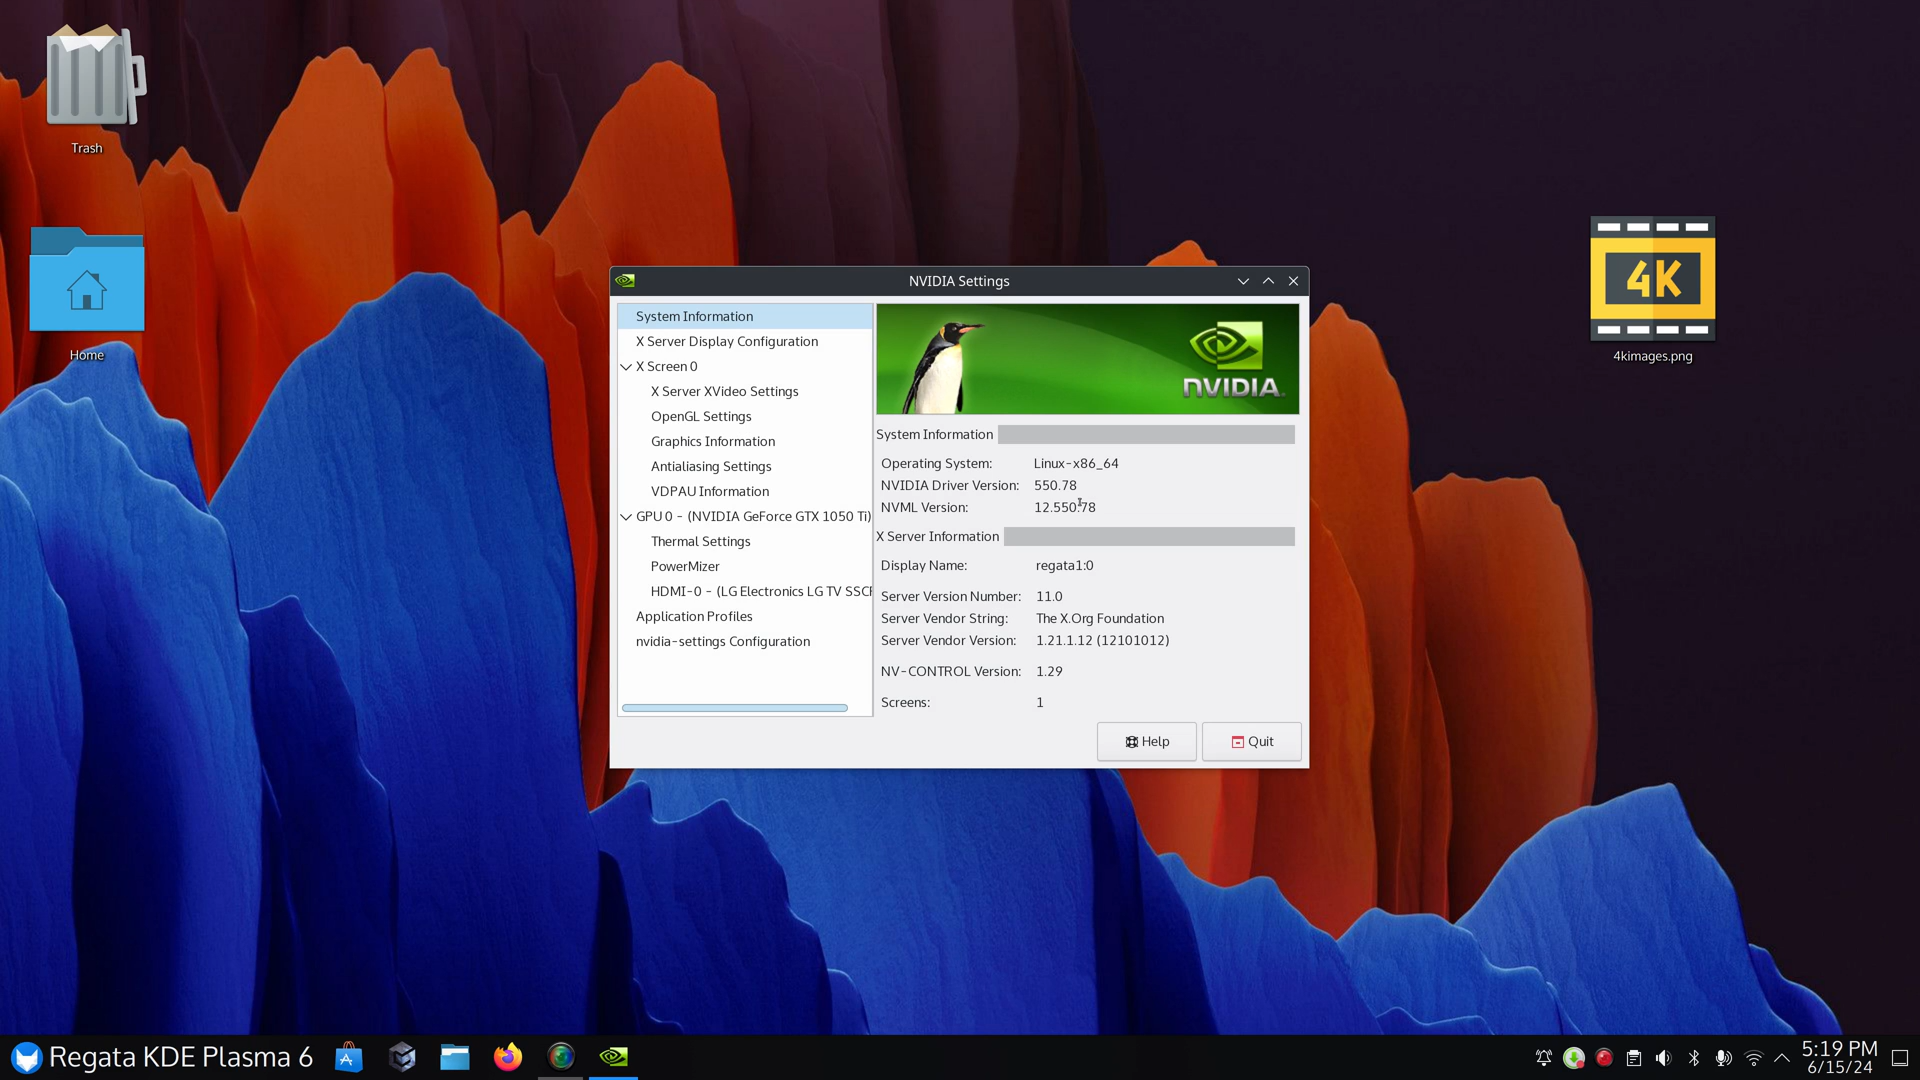 Trash
Home
4K
4kimages.png
NVIDIA Settings
System Information
X Server Display Configuration
X Screen 0
X Server XVideo Settings
OpenGL Settings
Graphics Information
Antialiasing Settings
VDPAU Information
GPU 0 - (NVIDIA GeForce GTX 1050 Ti)
Thermal Settings
PowerMizer
HDMI-0 - (LG Electronics LG TV SSCR
Application Profiles
nvidia-settings Configuration
NVIDIA.
System Information
Operating System: Linux-x86_64
NVIDIA Driver Version: 550.78
NVML Version: 12.550.78
X Server Information
Display Name: regata1:0
Server Version Number: 11.0
Server Vendor String: The X.Org Foundation
Server Vendor Version: 1.21.1.12 (12101012)
NV-CONTROL Version: 1.29
Screens: 1
Help
Quit
Regata KDE Plasma 6
5:19 PM
6/15/24